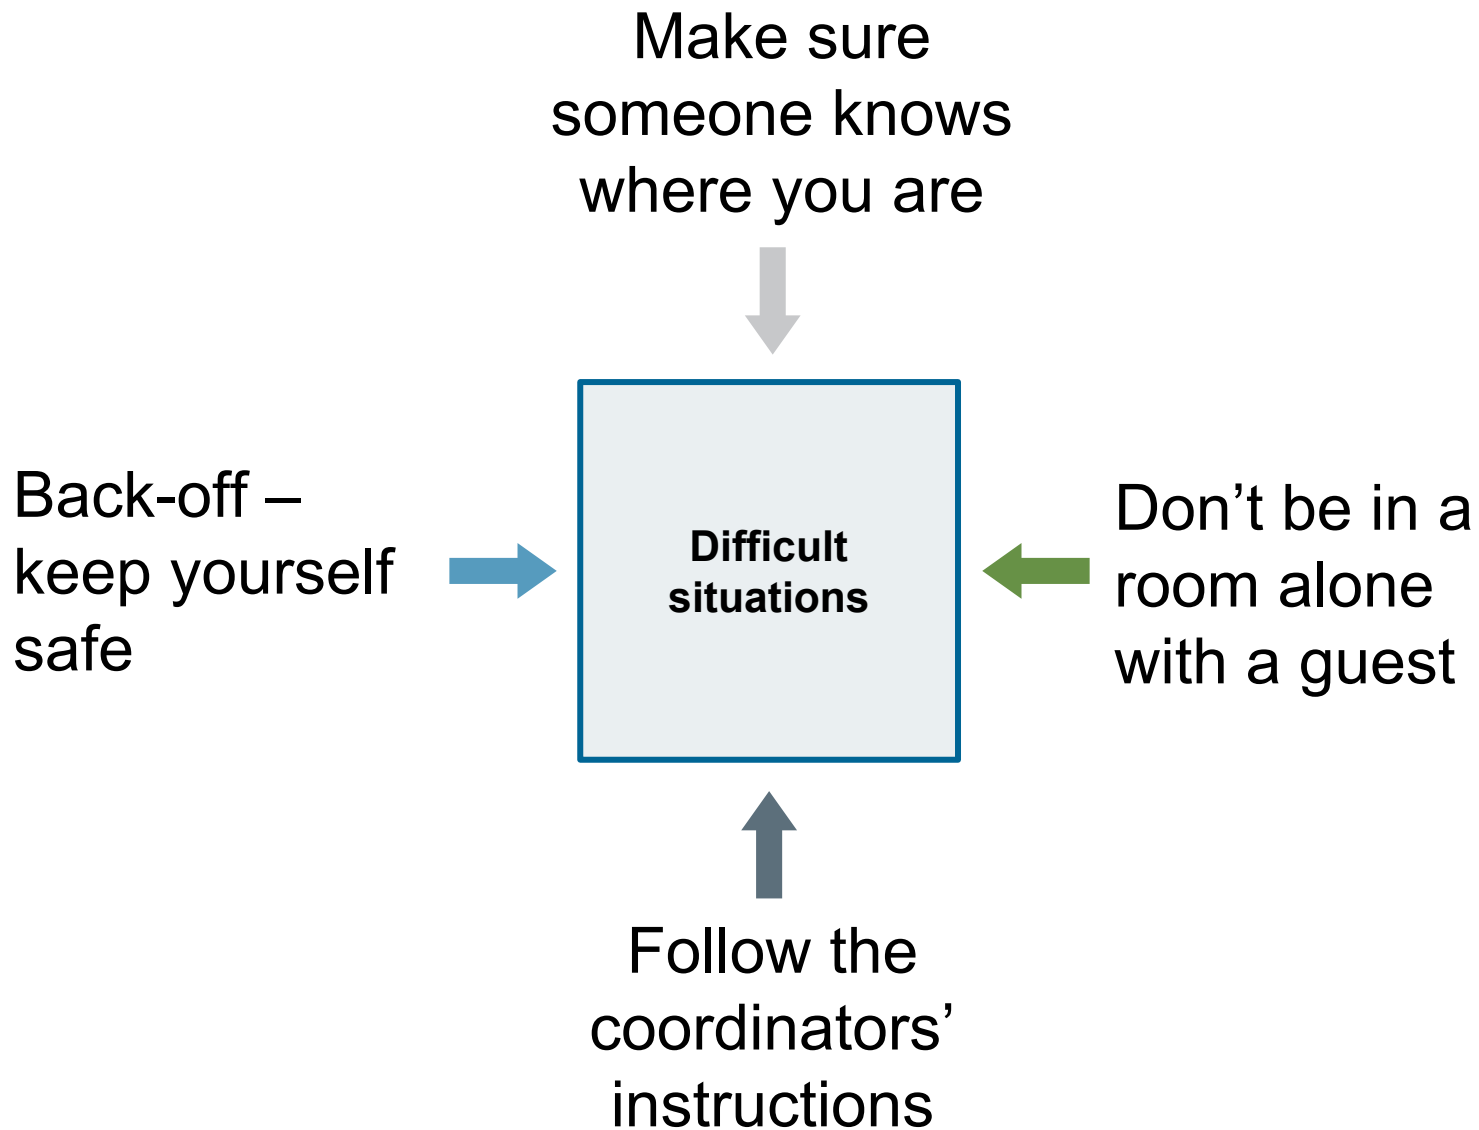 Make sure
someone knows
where you are
Back-off –
keep yourself
safe
Difficult
situations
Don’t be in a
room alone
with a guest
Follow the
coordinators’
instructions